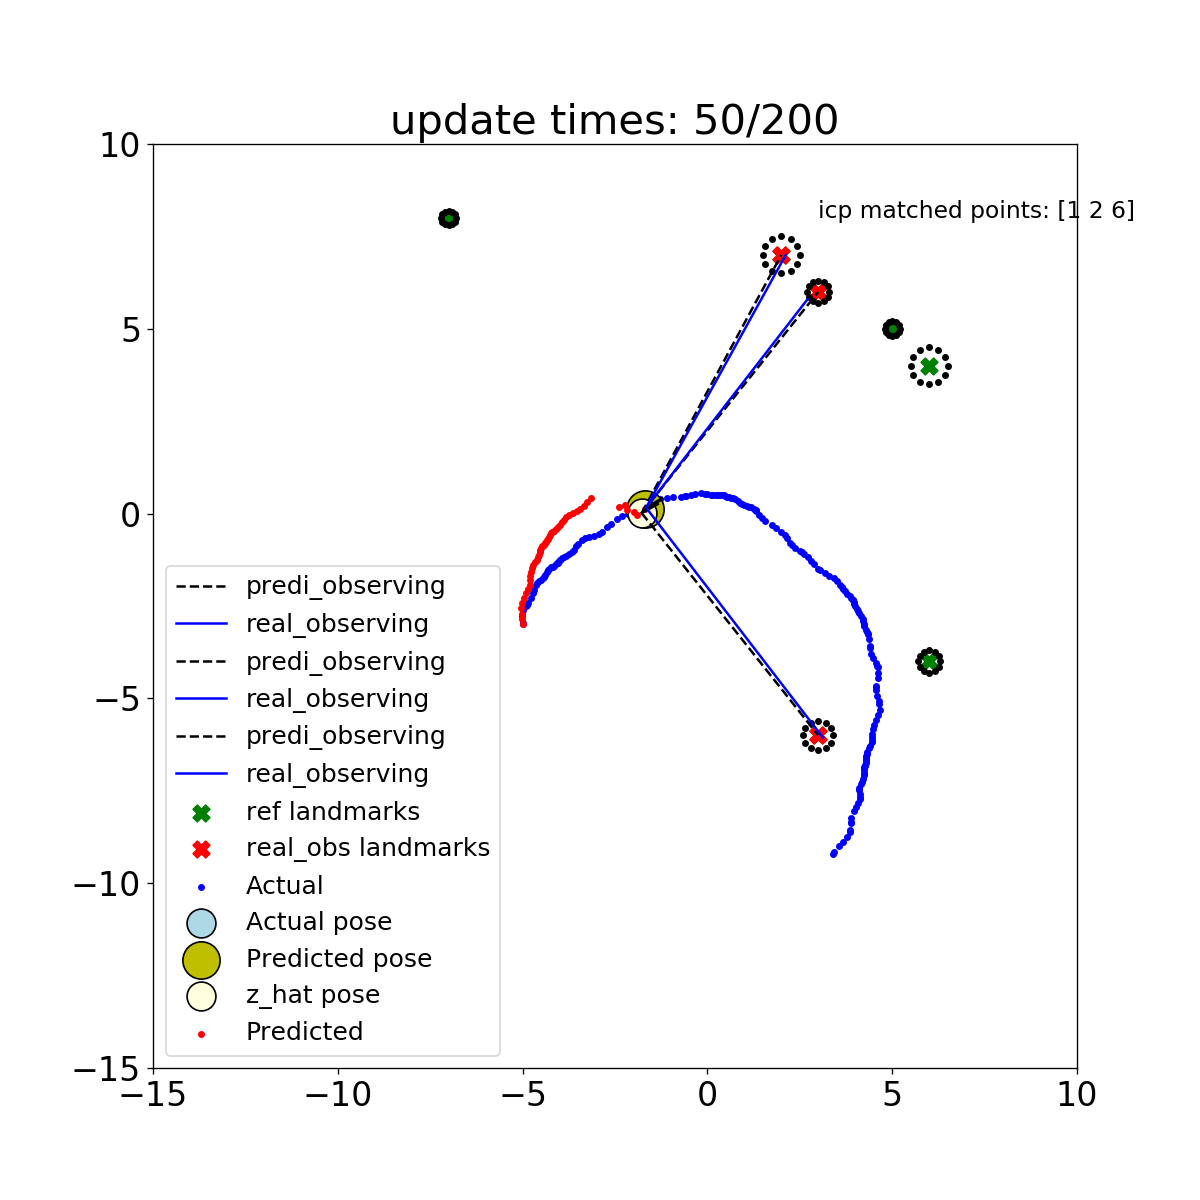 update times: 50/200
icp matched points: [1 2 6]
10
5
0
−5
−10
−15
predi_observing
real_observing
predi_observing
real_observing
predi_observing
real_observing
ref landmarks
real_obs landmarks
Actual
Actual pose
Predicted pose
z_hat pose
Predicted
−15 −10 −5 0 5 10